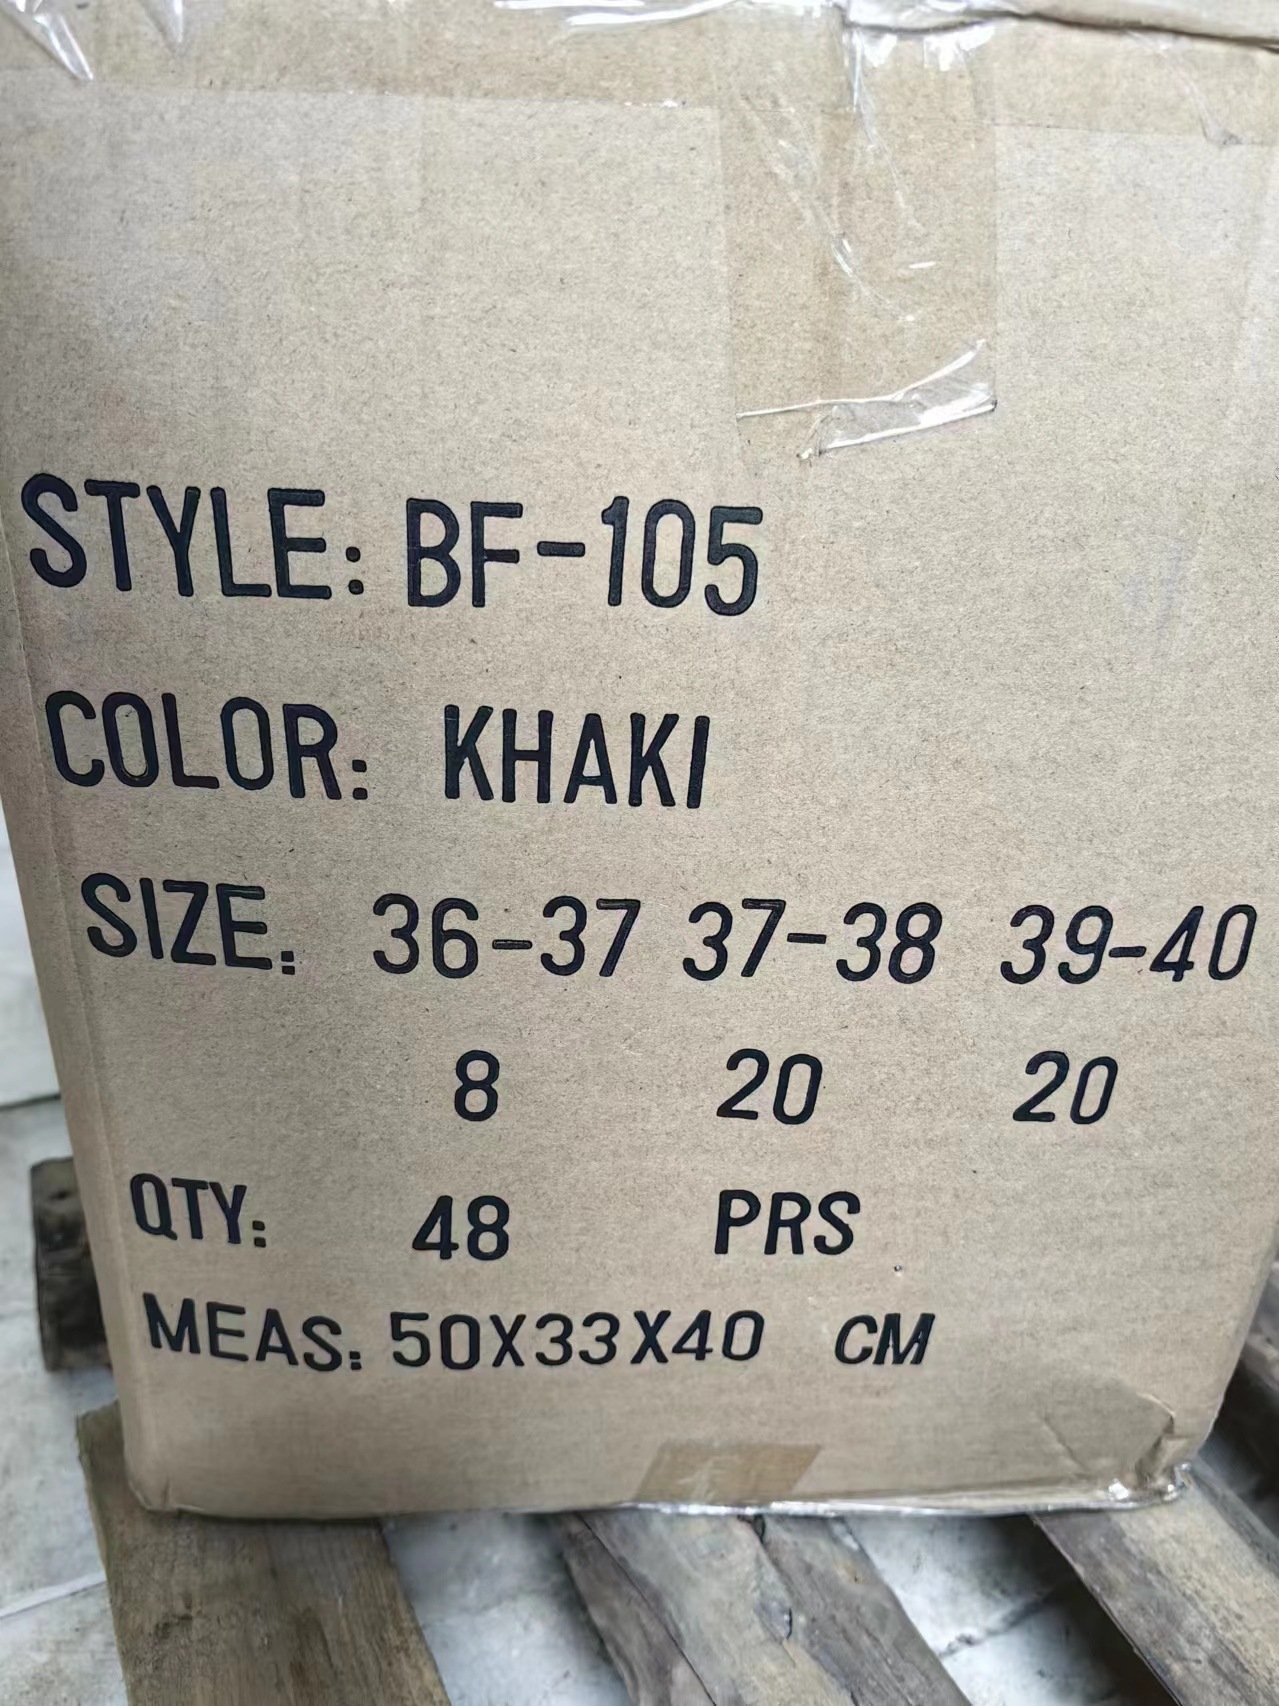 STYLE: BF-105
COLOR: KHAKI
SIZE: 36-37 37-38 39-40
8 20 20
QTY: 48 PRS
MEAS: 50X33X40 CM